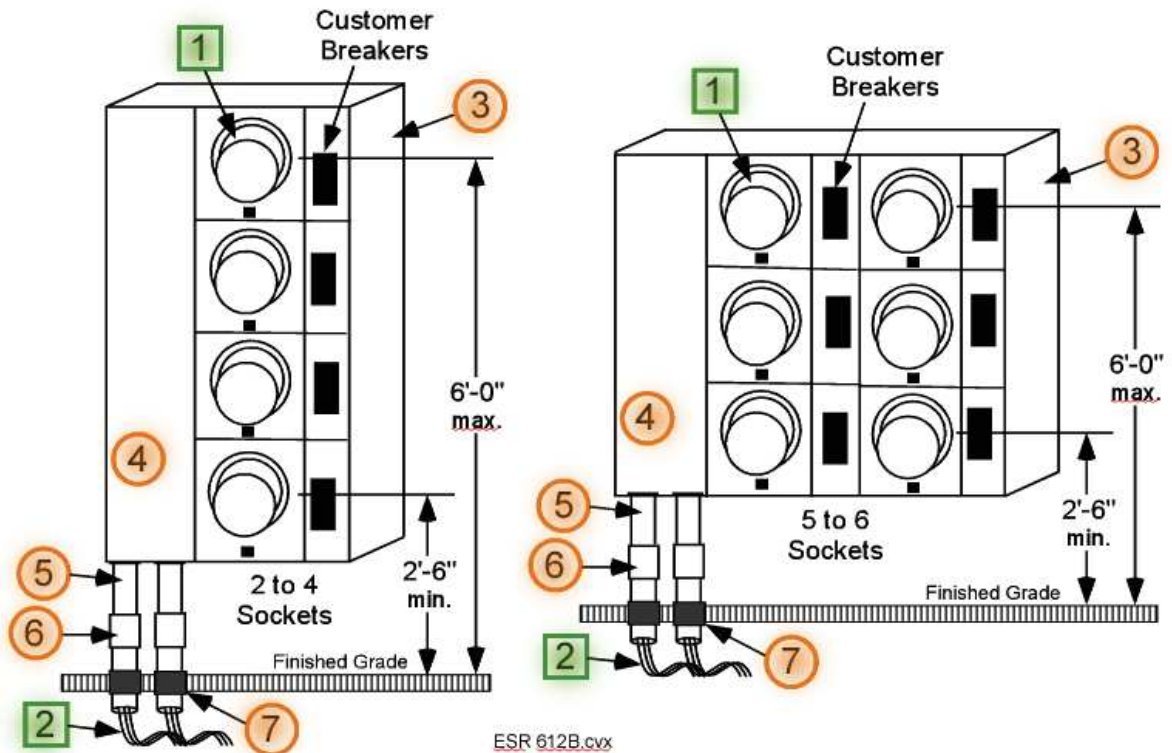 Customer
Breakers
1
3
6'-0"
max.
4
5
2 to 4
Sockets
2'-6"
min.
6
Finished Grade
2
7
Customer
Breakers
1
3
6'-0"
max.
4
5
5 to 6
Sockets
2'-6"
min.
6
Finished Grade
2
7
ESR 612B.cvx